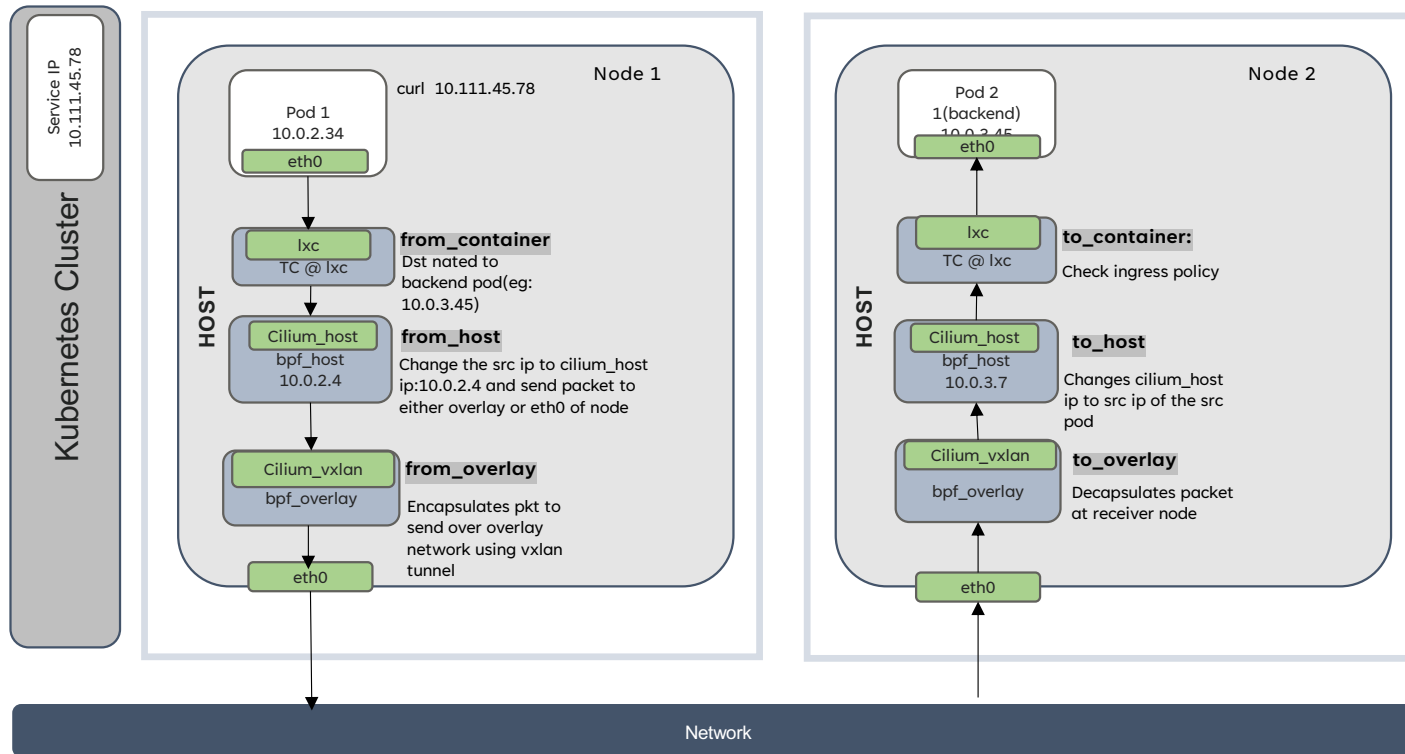 Service IP
10.111.45.78
Kubernetes Cluster
Node 1
Pod 1
10.0.2.34
eth0
curl 10.111.45.78
HOST
lxc
TC @ lxc
from_container
Dst nated to
backend pod(eg:
10.0.3.45)
Cilium_host
bpf_host
10.0.2.4
from_host
Change the src ip to cilium_host
ip:10.0.2.4 and send packet to
either overlay or eth0 of node
Cilium_vxlan
bpf_overlay
from_overlay
Encapsulates pkt to
send over overlay
network using vxlan
tunnel
eth0
Node 2
Pod 2
1(backend)
10.0.3.45
eth0
HOST
lxc
TC @ lxc
to_container:
Check ingress policy
Cilium_host
bpf_host
10.0.3.7
to_host
Changes cilium_host
ip to src ip of the src
pod
Cilium_vxlan
bpf_overlay
to_overlay
Decapsulates packet
at receiver node
eth0
Network